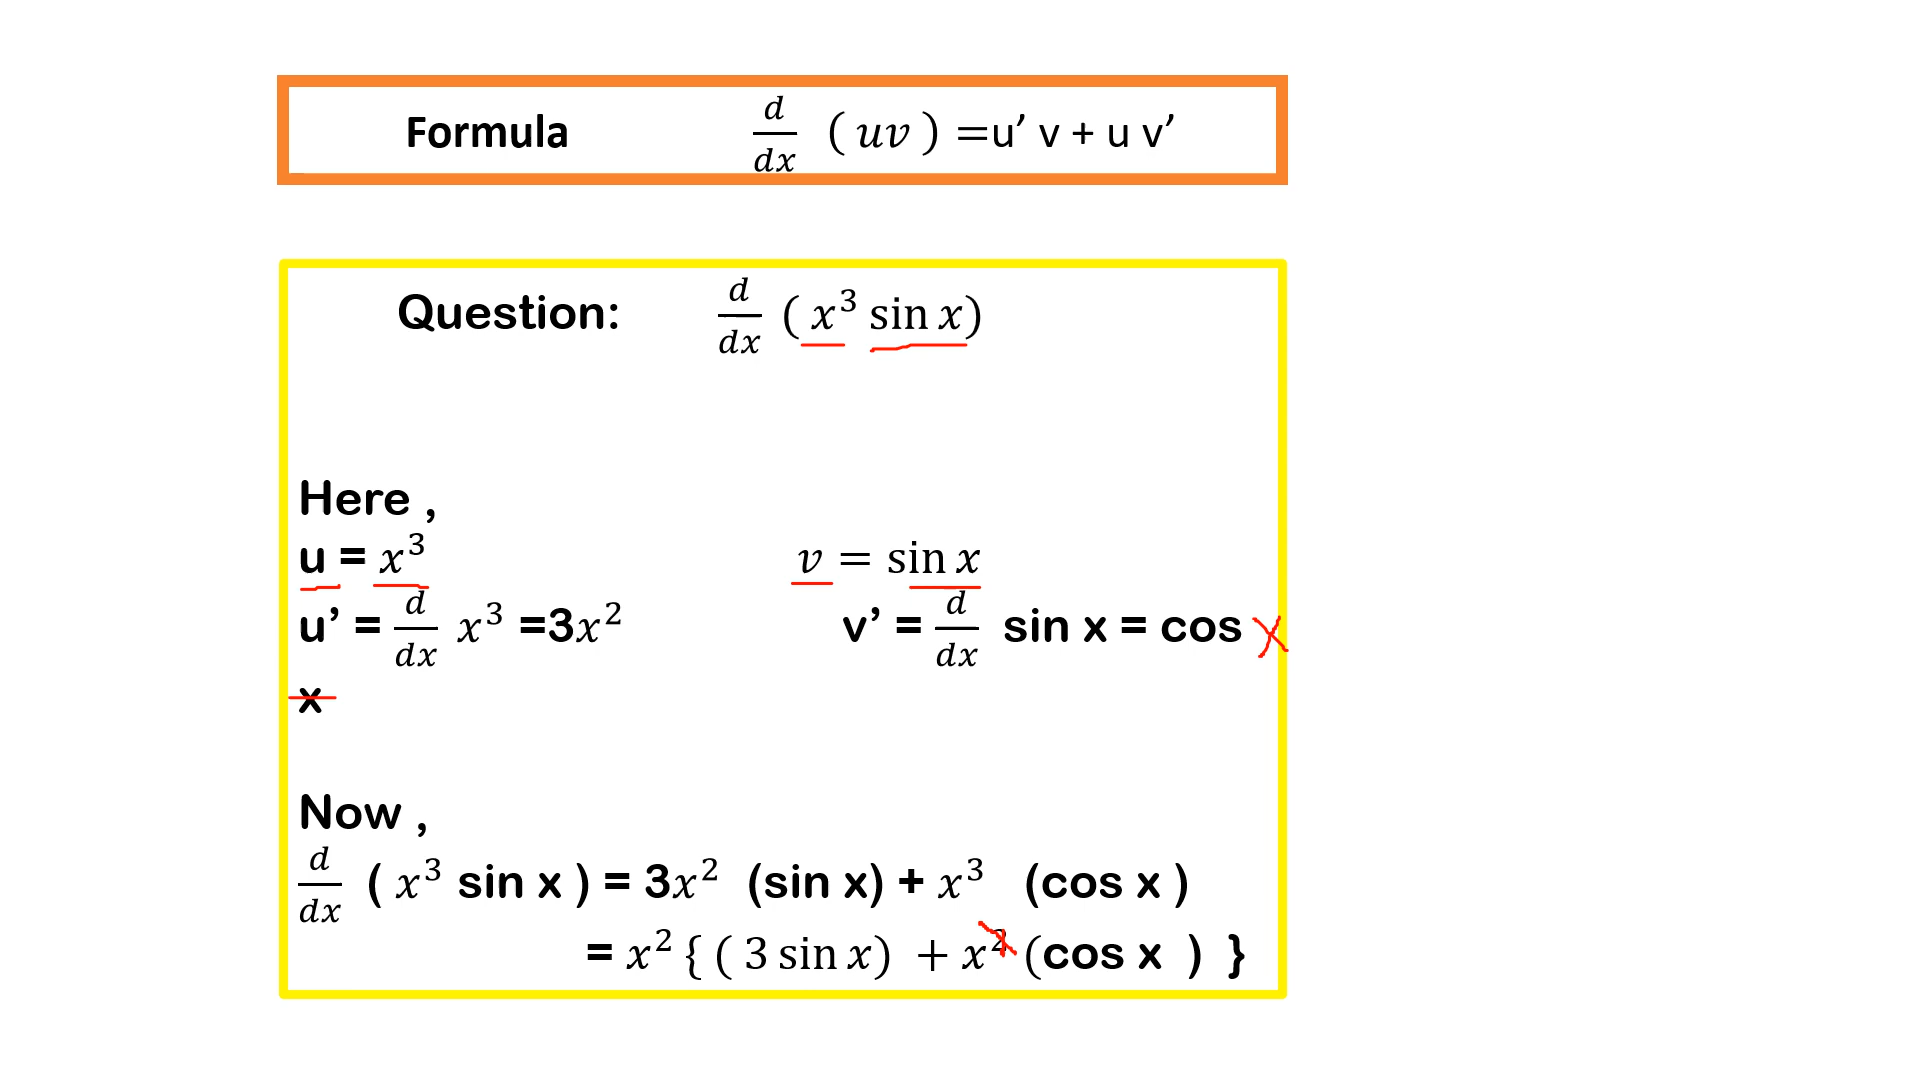 Formula d/dx ( uv ) =u’ v + u v’
Question: d/dx ( x³ sin x)
Here ,
u = x³ v = sin x
u’ = d/dx x³ =3x² v’ = d/dx sin x = cos x
x
Now ,
d/dx ( x³ sin x ) = 3x² (sin x) + x³ (cos x )
= x² { ( 3 sin x) + x² (cos x ) }